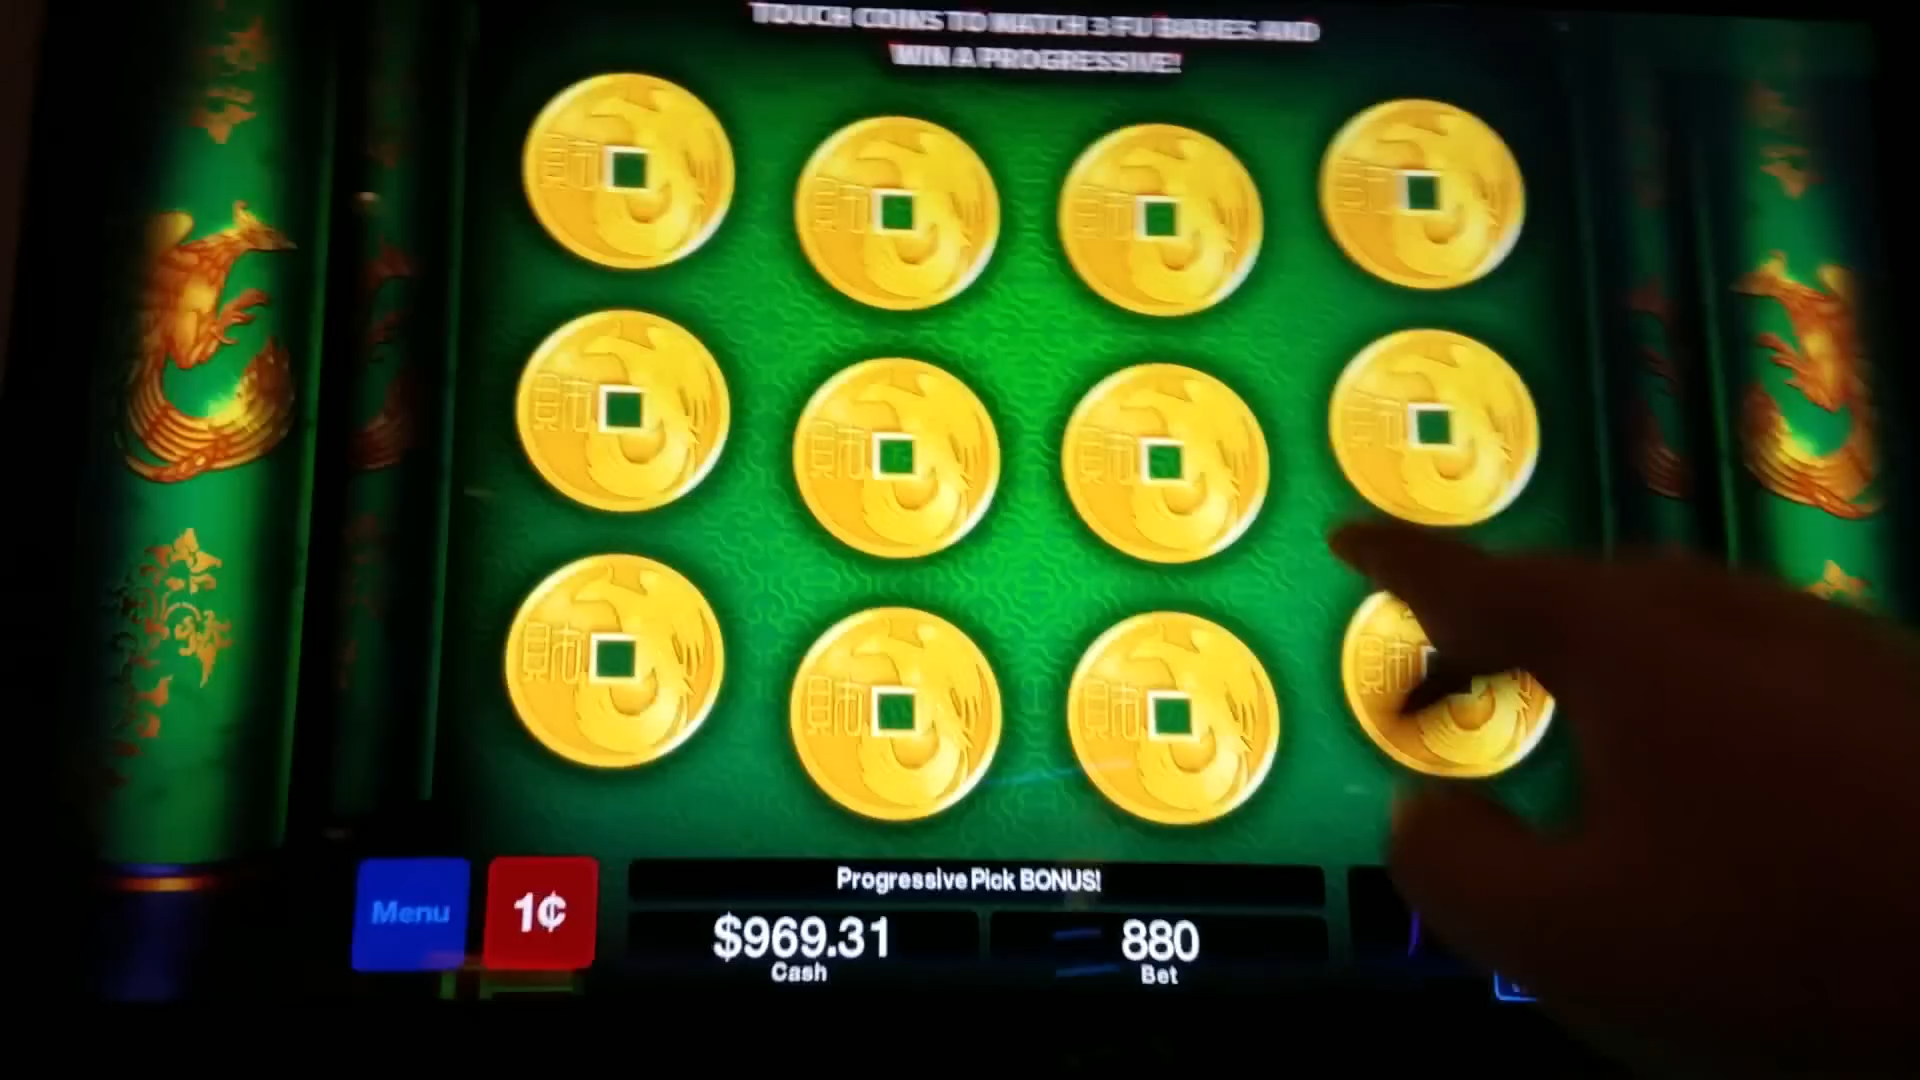 TOUCH COINS TO MATCH 3 FU BABIES AND
WIN A PROGRESSIVE!
Progressive Pick BONUS!
Menu
1¢
$969.31
Cash
880
Bet